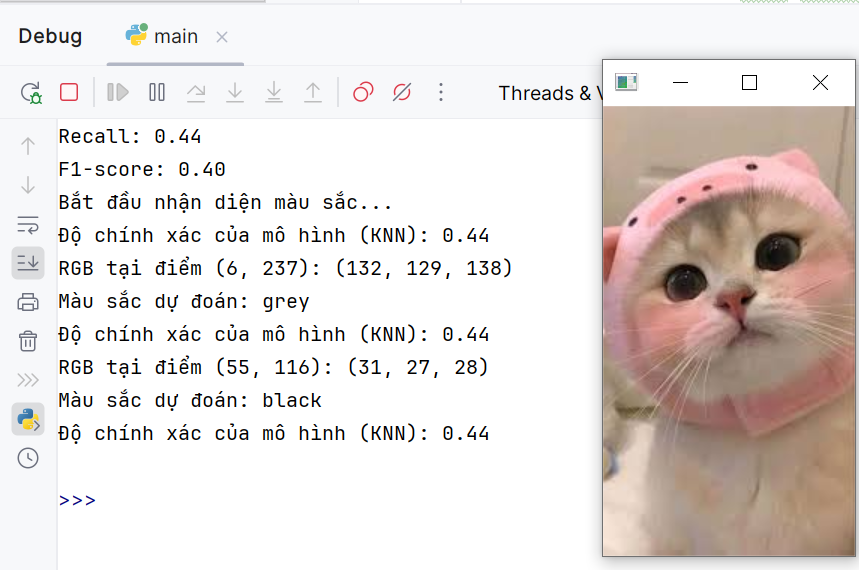 Debug
main
Threads & V
Recall: 0.44
F1-score: 0.40
Bắt đầu nhận diện màu sắc...
Độ chính xác của mô hình (KNN): 0.44
RGB tại điểm (6, 237): (132, 129, 138)
Màu sắc dự đoán: grey
Độ chính xác của mô hình (KNN): 0.44
RGB tại điểm (55, 116): (31, 27, 28)
Màu sắc dự đoán: black
Độ chính xác của mô hình (KNN): 0.44
>>>